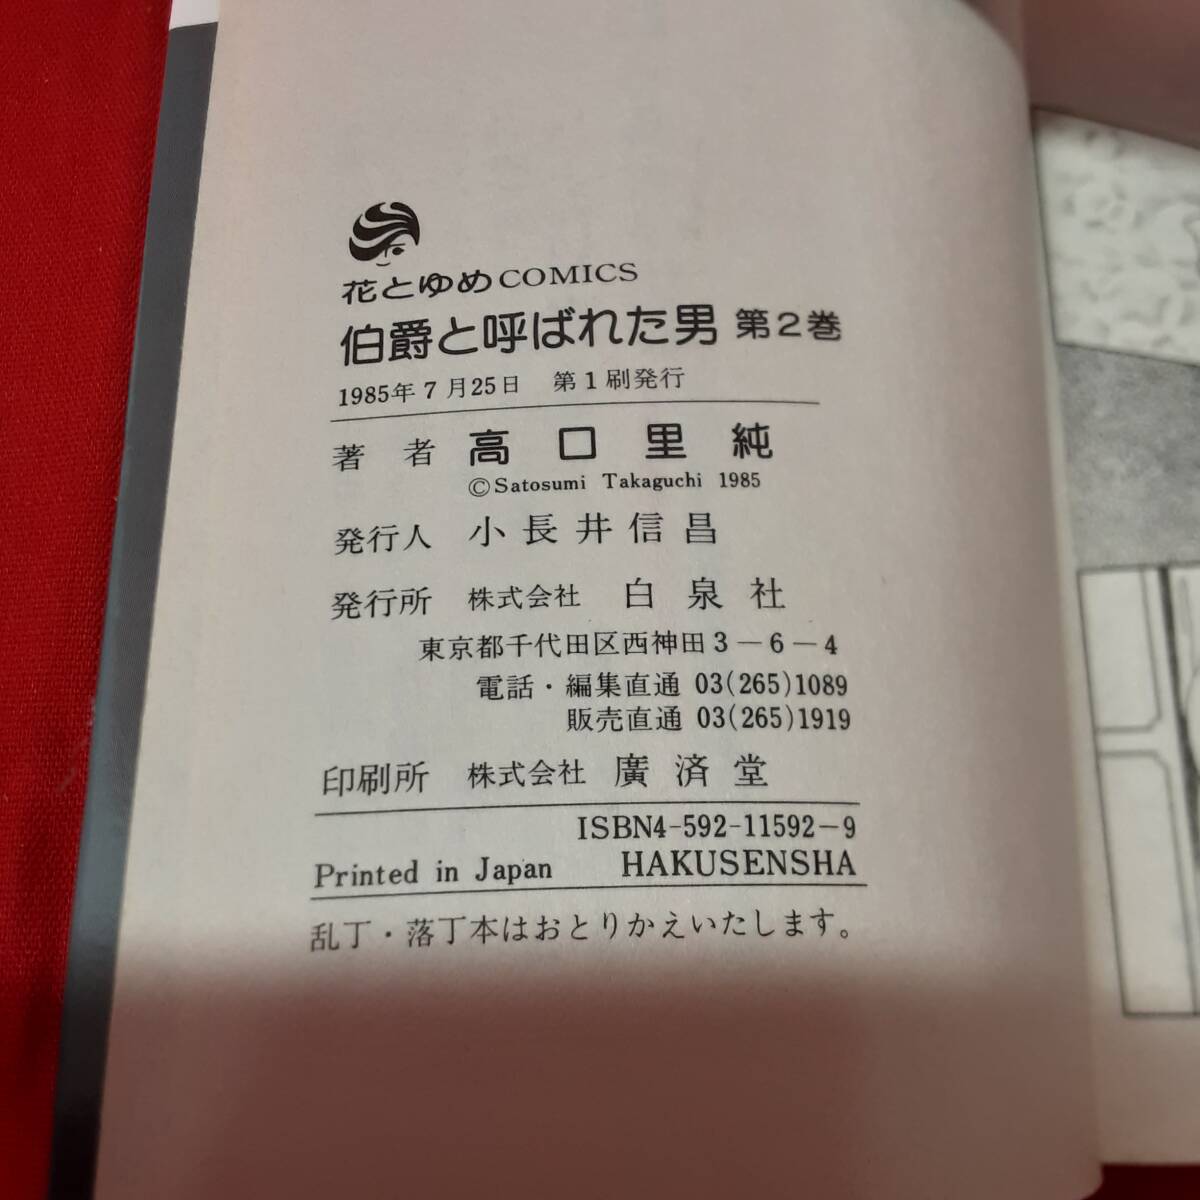 花とゆめCOMICS
伯爵と呼ばれた男 第2巻
1985年7月25日 第1刷発行
著者 高口里純
©Satosumi Takaguchi 1985
発行人 小長井信昌
発行所 株式会社 白泉社
東京都千代田区西神田3-6-4
電話・編集直通 03(265)1089
販売直通 03(265)1919
印刷所 株式会社 廣済堂
ISBN4-592-11592-9
Printed in Japan HAKUSENSHA
乱丁・落丁本はおとりかえいたします。